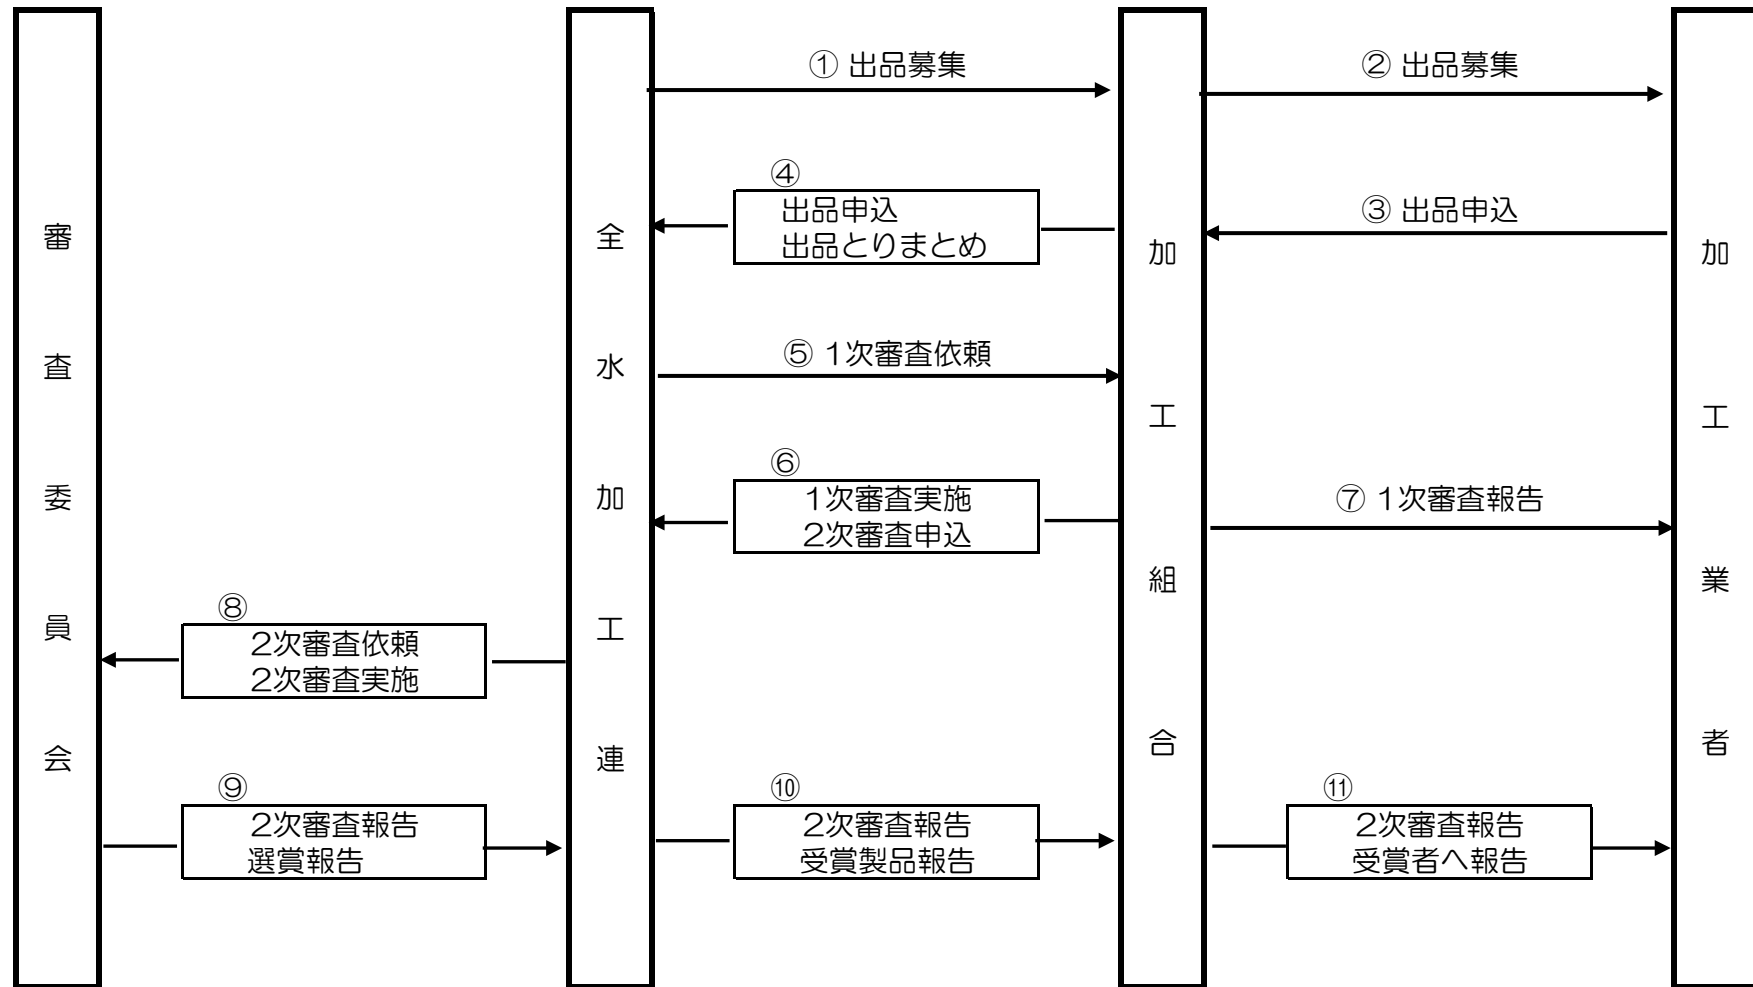 ① 出品募集
② 出品募集
④
出品申込
出品とりまとめ
③ 出品申込
⑤ 1次審査依頼
⑥
1次審査実施
2次審査申込
⑦ 1次審査報告
⑧
2次審査依頼
2次審査実施
⑨
2次審査報告
選賞報告
⑩
2次審査報告
受賞製品報告
⑪
2次審査報告
受賞者へ報告
審査委員会
全水加工連
加工組合
加工業者